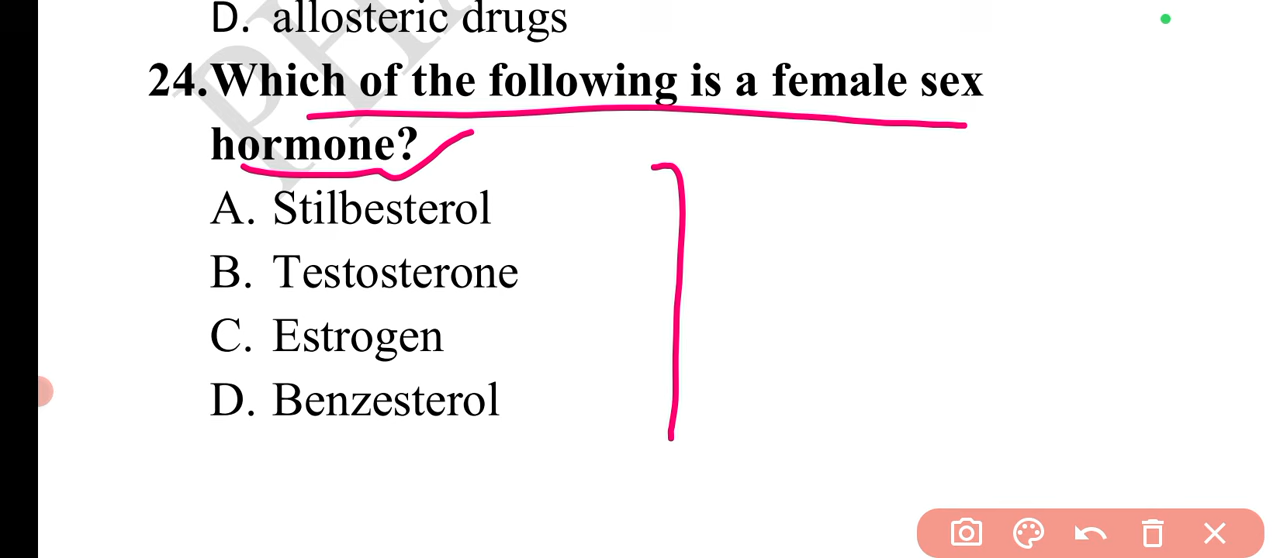 D. allosteric drugs
24.Which of the following is a female sex
hormone?
A. Stilbesterol
B. Testosterone
C. Estrogen
D. Benzesterol